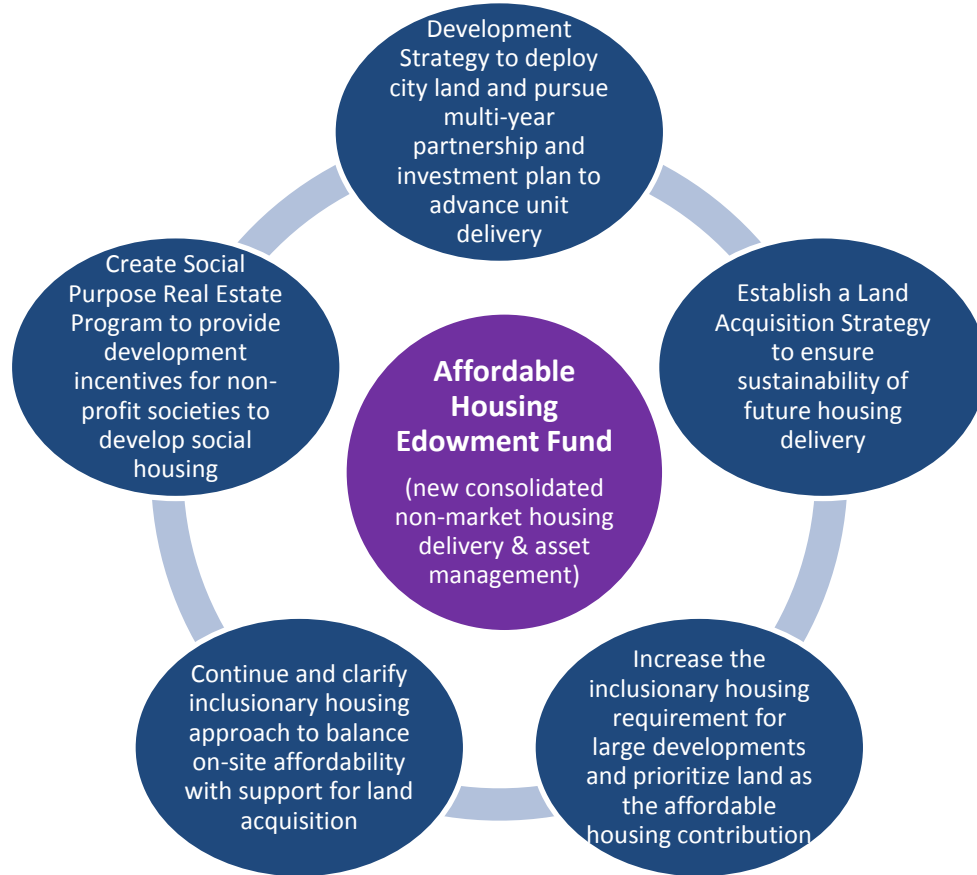 Development
Strategy to deploy
city land and pursue
multi-year
partnership and
investment plan to
advance unit
delivery
Establish a Land
Acquisition Strategy
to ensure
sustainability of
future housing
delivery
Increase the
inclusionary housing
requirement for
large developments
and prioritize land as
the affordable
housing contribution
Continue and clarify
inclusionary housing
approach to balance
on-site affordability
with support for land
acquisition
Create Social
Purpose Real Estate
Program to provide
development
incentives for non-
profit societies to
develop social
housing
Affordable
Housing
Edowment Fund
(new consolidated
non-market housing
delivery & asset
management)